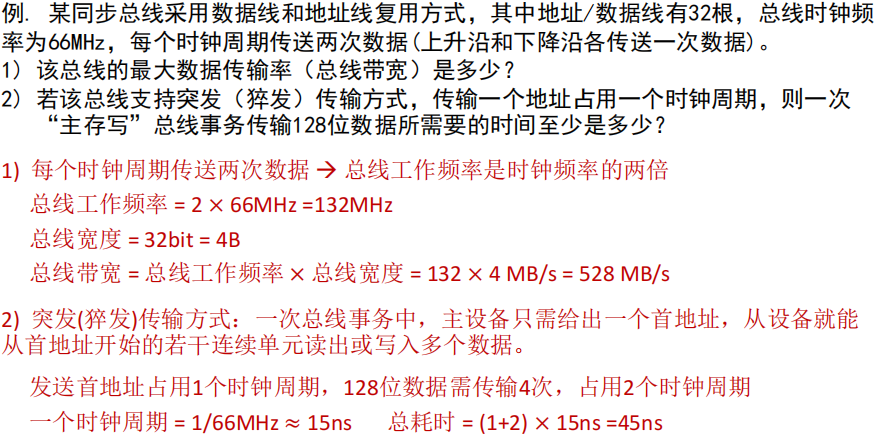 例. 某同步总线采用数据线和地址线复用方式，其中地址/数据线有32根，总线时钟频
率为66MHz，每个时钟周期传送两次数据(上升沿和下降沿各传送一次数据)。
1) 该总线的最大数据传输率（总线带宽）是多少？
2) 若该总线支持突发（猝发）传输方式，传输一个地址占用一个时钟周期，则一次
“主存写”总线事务传输128位数据所需要的时间至少是多少？
1) 每个时钟周期传送两次数据 → 总线工作频率是时钟频率的两倍
总线工作频率 = 2 × 66MHz =132MHz
总线宽度 = 32bit = 4B
总线带宽 = 总线工作频率 × 总线宽度 = 132 × 4 MB/s = 528 MB/s
2) 突发(猝发)传输方式：一次总线事务中，主设备只需给出一个首地址，从设备就能
从首地址开始的若干连续单元读出或写入多个数据。
发送首地址占用1个时钟周期，128位数据需传输4次，占用2个时钟周期
一个时钟周期 = 1/66MHz ≈ 15ns 总耗时 = (1+2) × 15ns =45ns